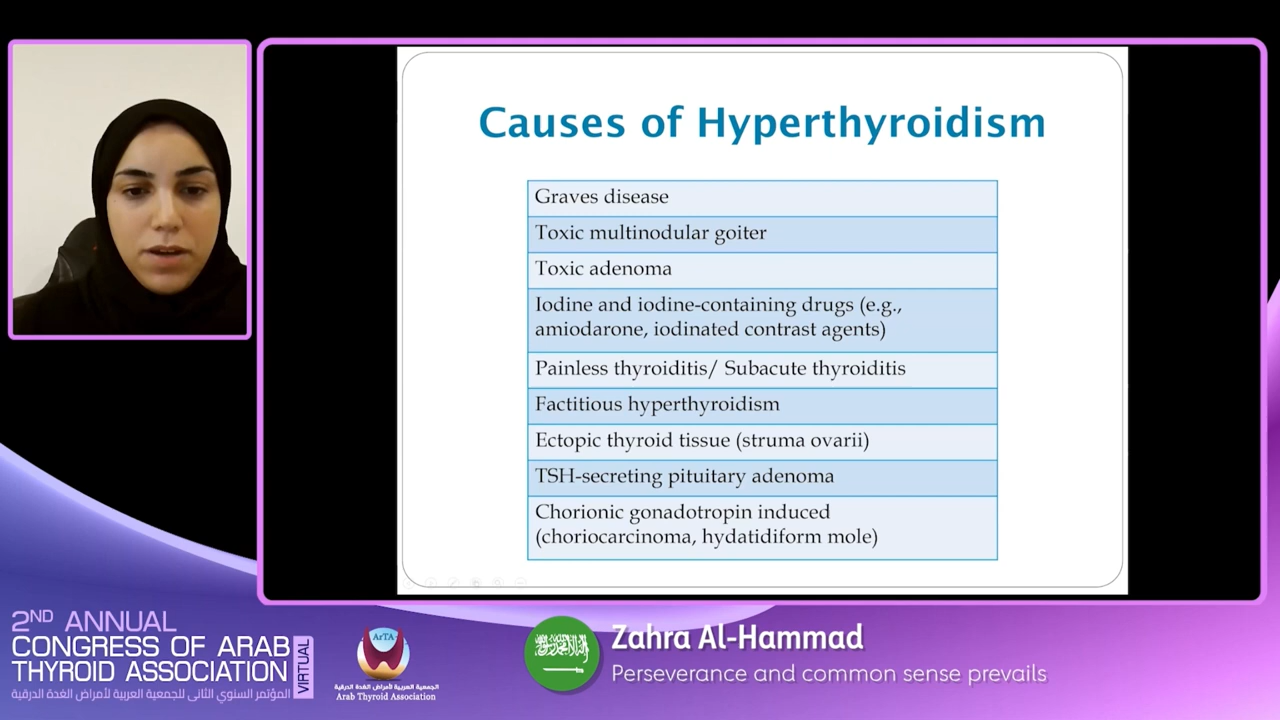 Causes of Hyperthyroidism
Graves disease
Toxic multinodular goiter
Toxic adenoma
Iodine and iodine-containing drugs (e.g.,
amiodarone, iodinated contrast agents)
Painless thyroiditis/ Subacute thyroiditis
Factitious hyperthyroidism
Ectopic thyroid tissue (struma ovarii)
TSH-secreting pituitary adenoma
Chorionic gonadotropin induced
(choriocarcinoma, hydatidiform mole)
2ND ANNUAL
CONGRESS OF ARAB
THYROID ASSOCIATION
VIRTUAL
المؤتمر السنوي الثانى للجمعية العربية لأمراض الغدة الدرقية
ArTA
الجمعية العربية لأمراض الغدة الدرقية
Arab Thyroid Association
Zahra Al-Hammad
Perseverance and common sense prevails